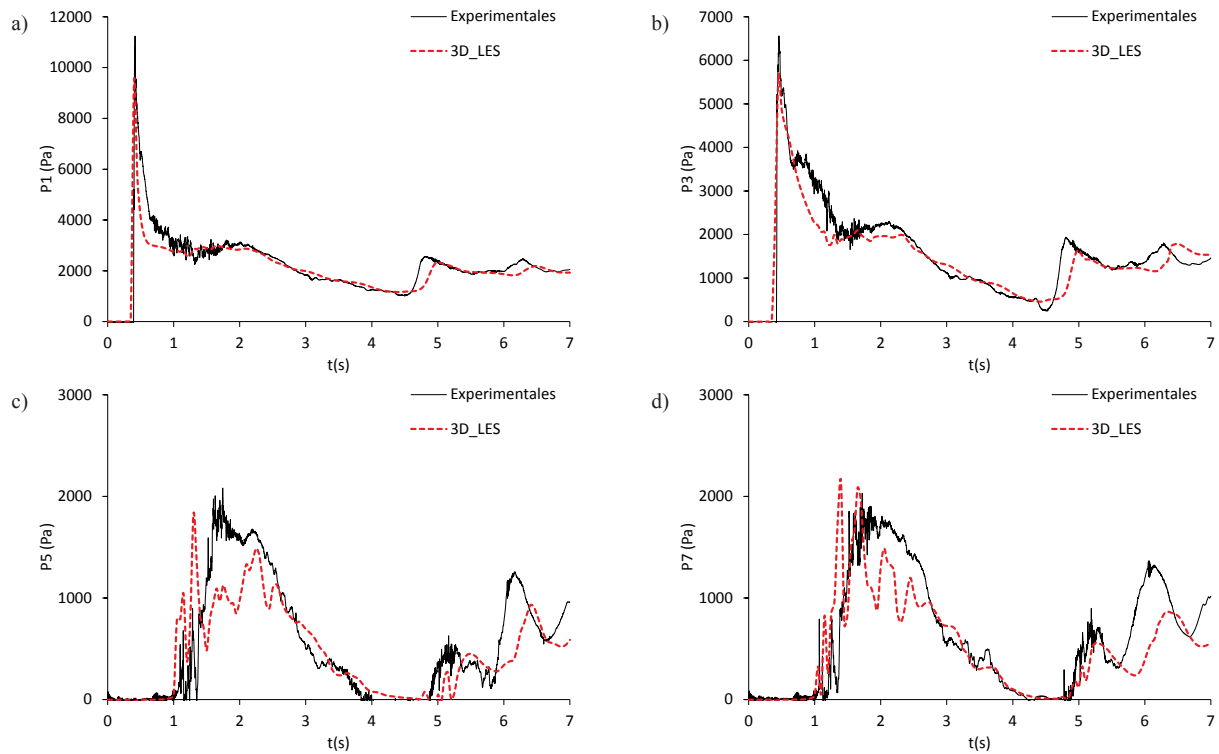 a)
Experimentales
3D_LES
12000
10000
8000
6000
4000
2000
0
P1 (Pa)
0 1 2 3 4 5 6 7
t(s)
b)
Experimentales
3D_LES
7000
6000
5000
4000
3000
2000
1000
0
P3 (Pa)
0 1 2 3 4 5 6 7
t(s)
c)
Experimentales
3D_LES
3000
2000
1000
0
P5 (Pa)
0 1 2 3 4 5 6 7
t(s)
d)
Experimentales
3D_LES
3000
2000
1000
0
P7 (Pa)
0 1 2 3 4 5 6 7
t(s)